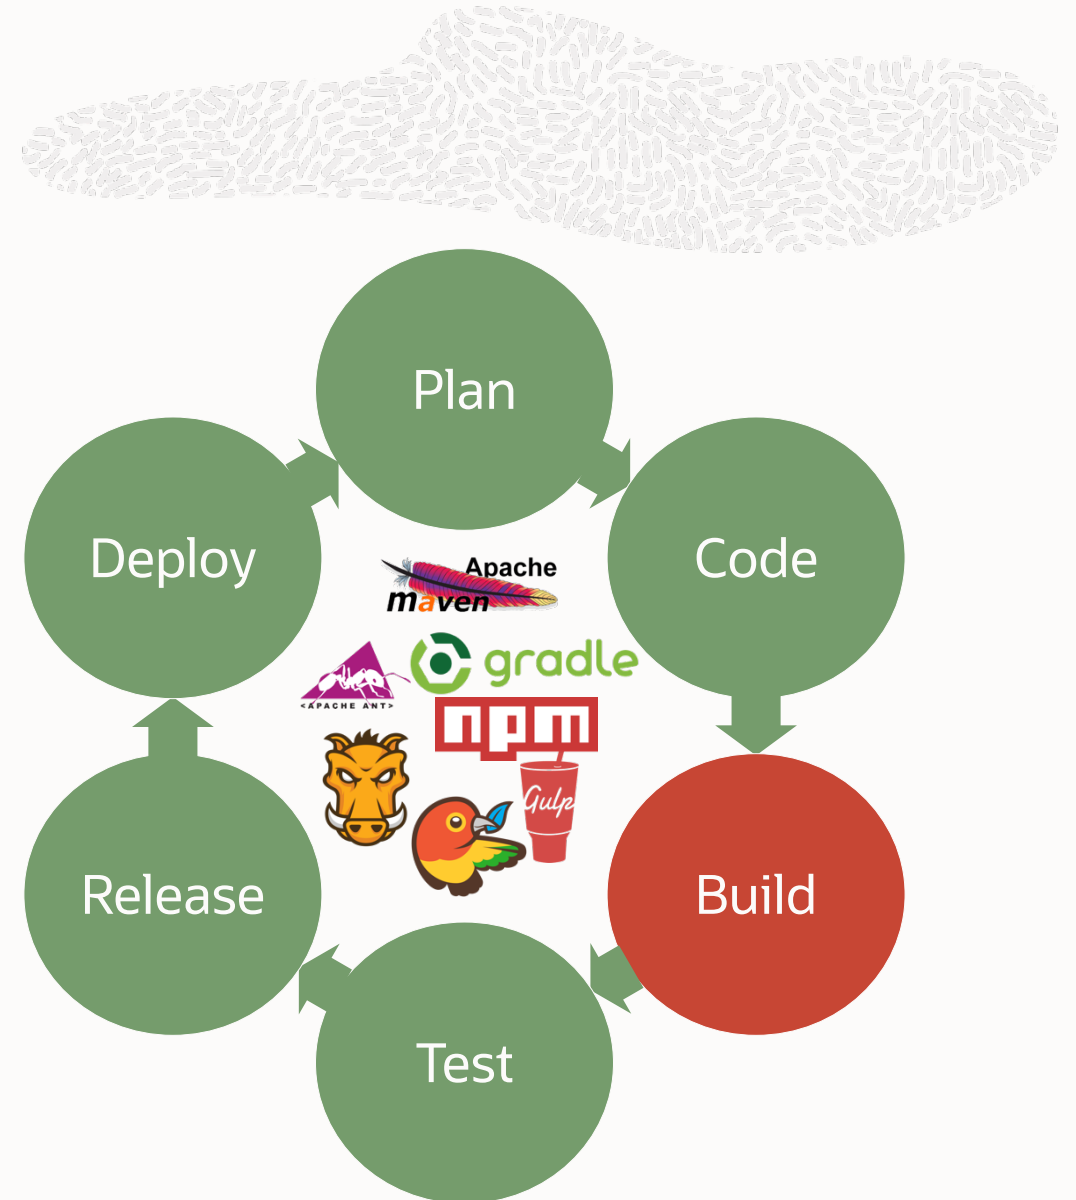 Plan
Deploy
Code
Apache
maven
gradle
<APACHE ANT>
npm
Gulp
Release
Build
Test